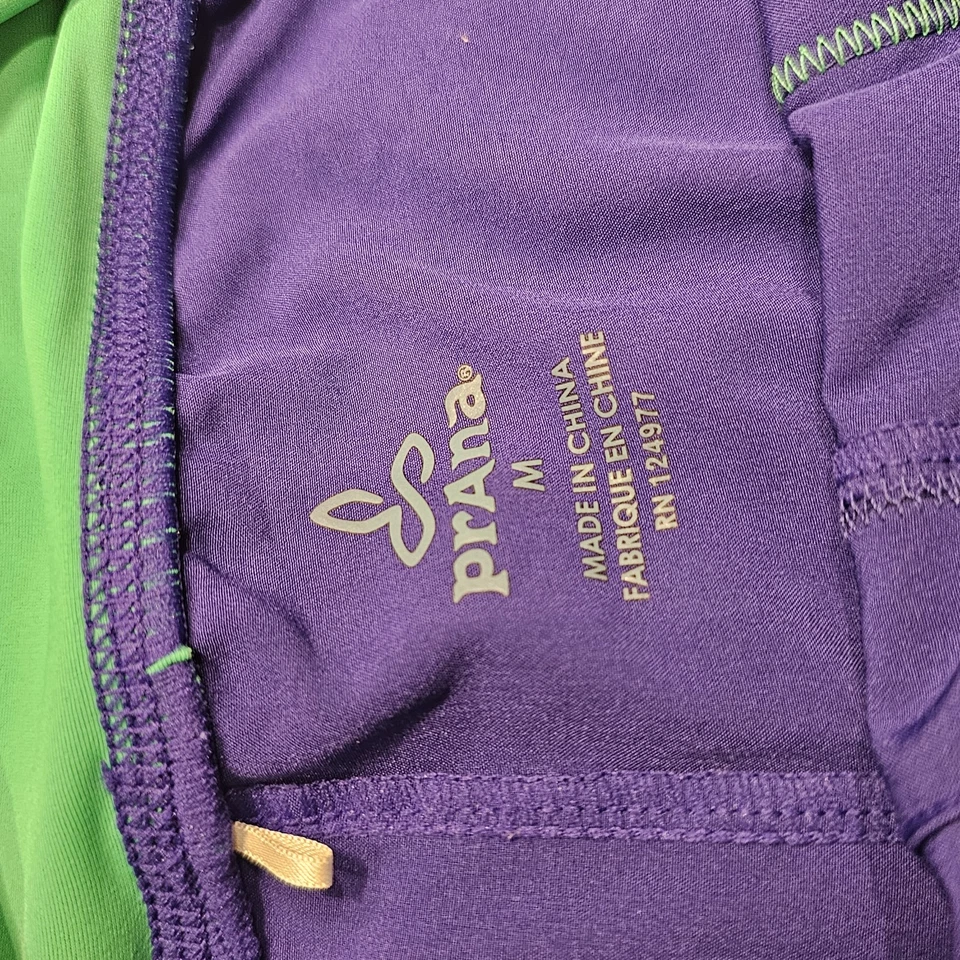 prAna®
M
MADE IN CHINA
FABRIQUE EN CHINE
RN 124977